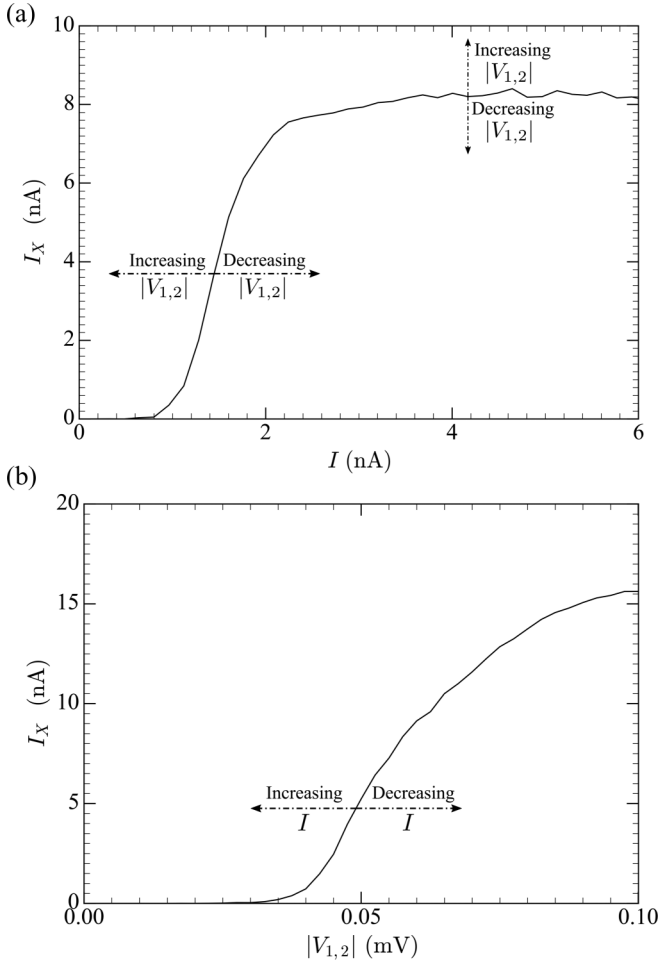 (a)
10
8
6
4
2
0
I_X (nA)
Increasing
|V_{1,2}|
Decreasing
|V_{1,2}|
Increasing Decreasing
|V_{1,2}| |V_{1,2}|
0 2 4 6
I (nA)
(b)
20
15
10
5
0
I_X (nA)
Increasing Decreasing
I I
0.00 0.05 0.10
|V_{1,2}| (mV)